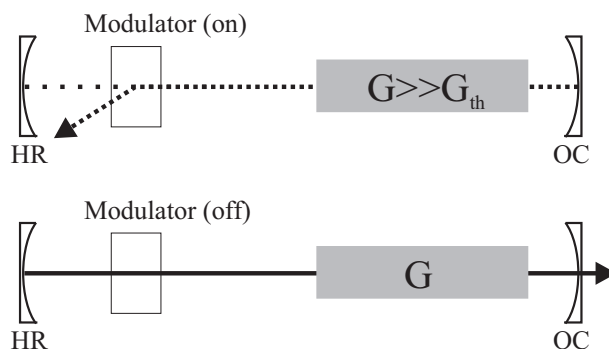 Modulator (on)
G>>G_th
HR
OC
Modulator (off)
G
HR
OC